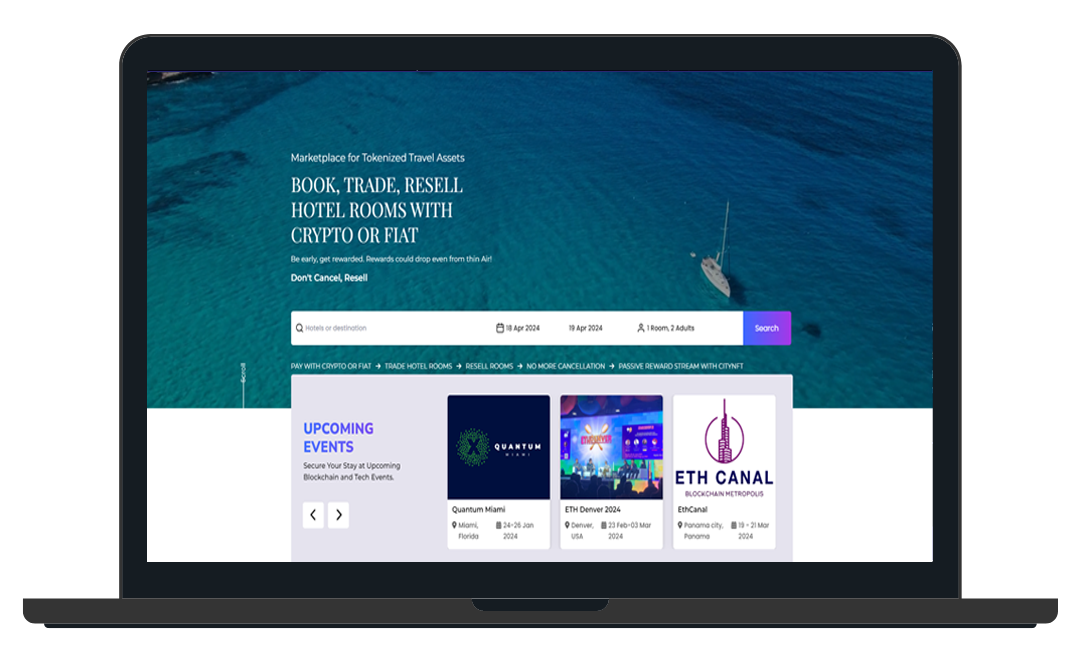 Marketplace for Tokenized Travel Assets
BOOK, TRADE, RESELL
HOTEL ROOMS WITH
CRYPTO OR FIAT
Be early, get rewarded. Rewards could drop even from thin Air!
Don't Cancel, Resell
Hotels or destination
18 Apr 2024
19 Apr 2024
1 Room, 2 Adults
Search
Scroll
PAY WITH CRYPTO OR FIAT → TRADE HOTEL ROOMS → RESELL ROOMS → NO MORE CANCELLATION → PASSIVE REWARD STREAM WITH CITYNFT
UPCOMING
EVENTS
Secure Your Stay at Upcoming
Blockchain and Tech Events.
QUANTUM
MIAMI
Quantum Miami
Miami,
Florida
24-26 Jan
2024
ETH Denver 2024
Denver,
USA
23 Feb-03 Mar
2024
ETH CANAL
BLOCKCHAIN METROPOLIS
EthCanal
Panama city,
Panama
19 - 21 Mar
2024